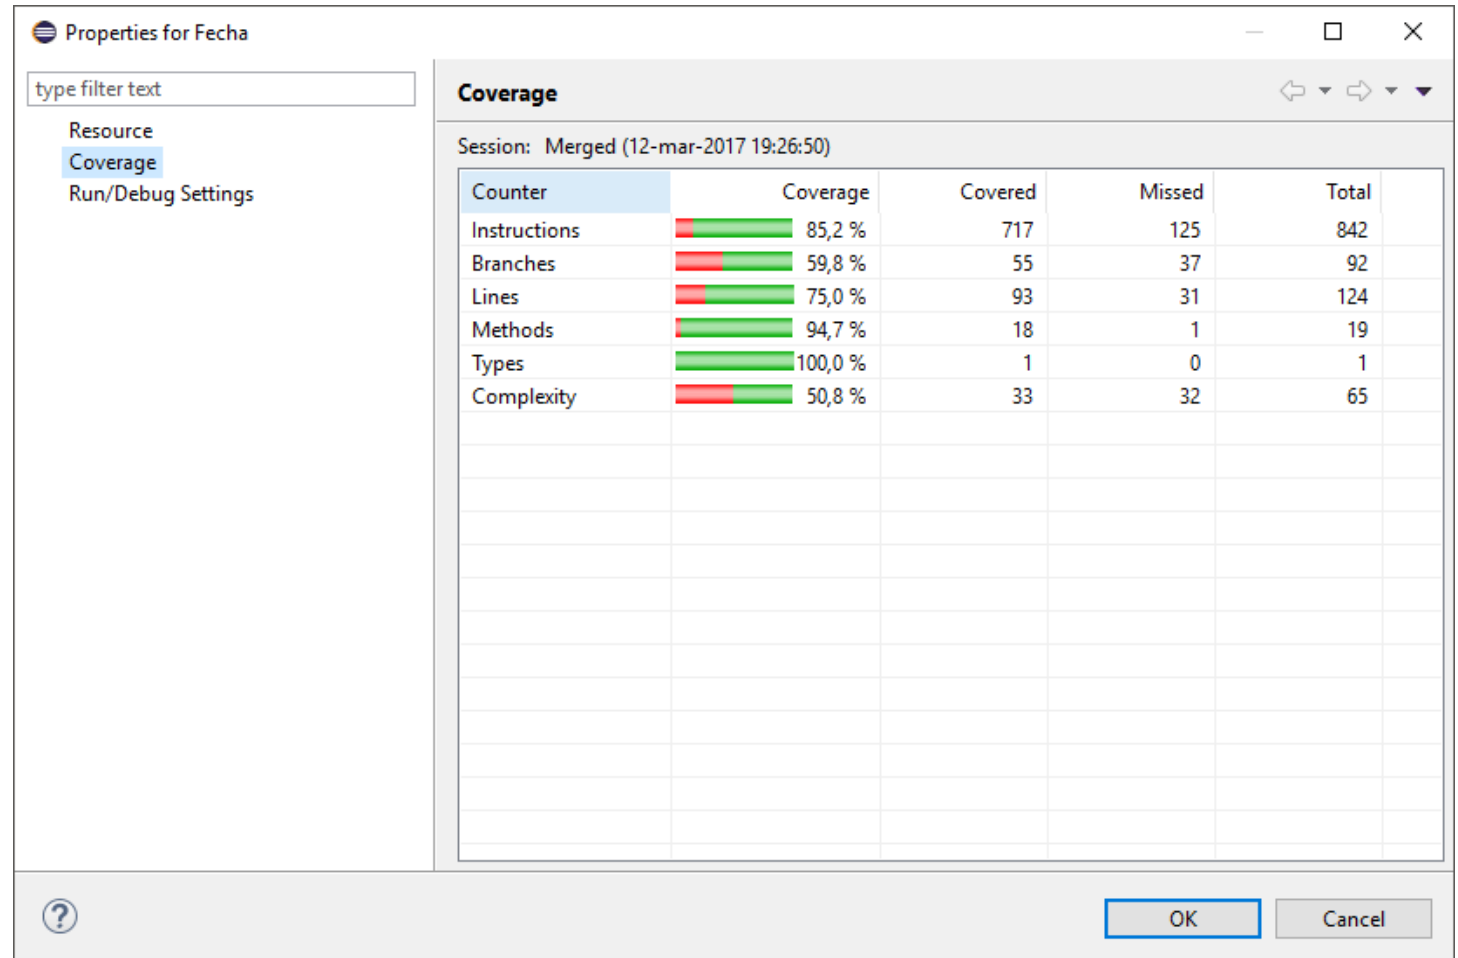 Properties for Fecha
type filter text
Resource
Coverage
Run/Debug Settings
Coverage
Session: Merged (12-mar-2017 19:26:50)
Counter Coverage Covered Missed Total
Instructions 85,2 % 717 125 842
Branches 59,8 % 55 37 92
Lines 75,0 % 93 31 124
Methods 94,7 % 18 1 19
Types 100,0 % 1 0 1
Complexity 50,8 % 33 32 65
?
OK Cancel